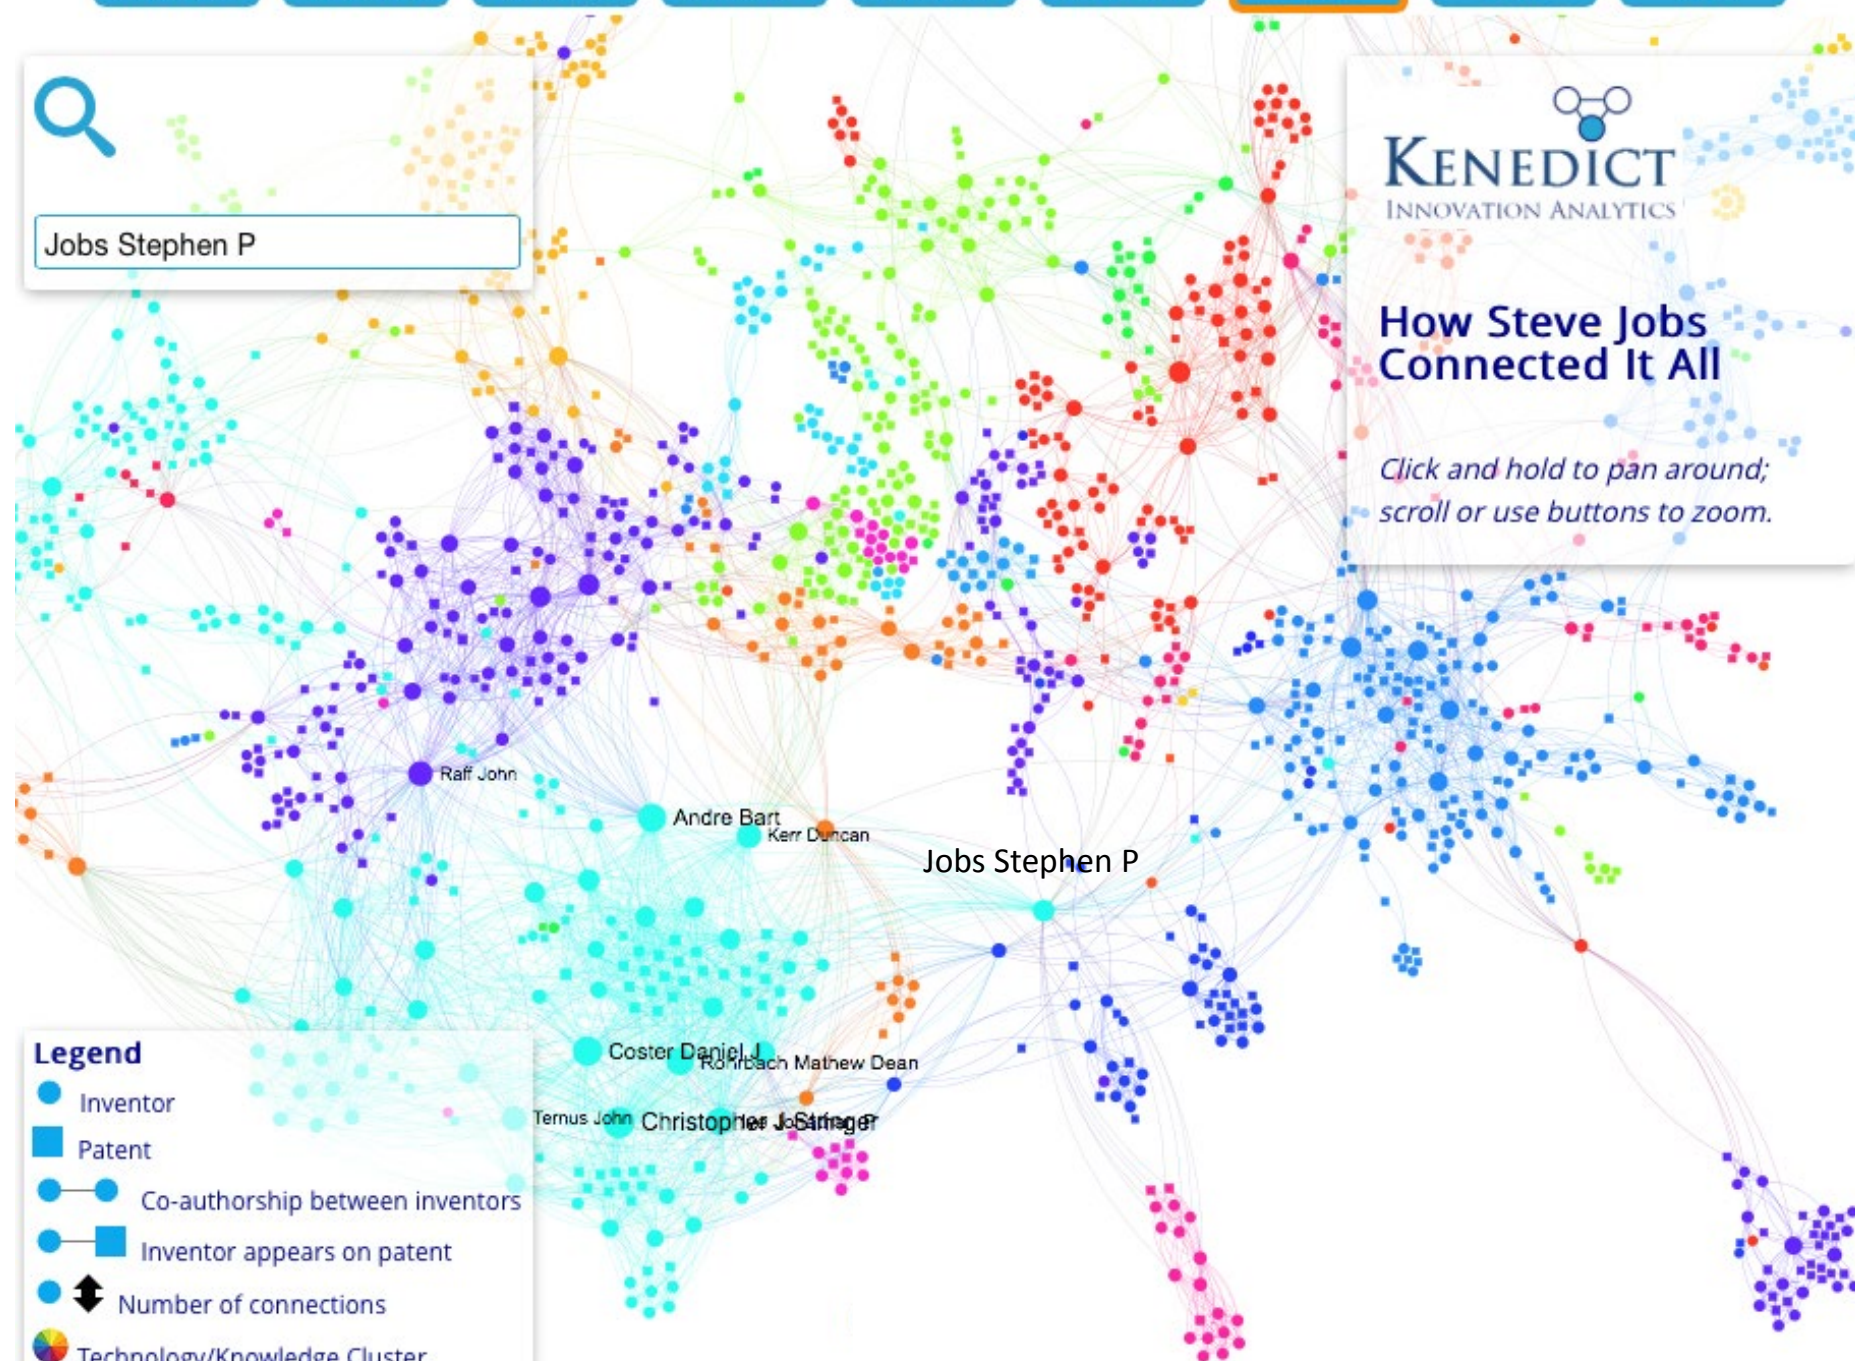 Jobs Stephen P
KENEDICT
INNOVATION ANALYTICS
How Steve Jobs
Connected It All
Click and hold to pan around;
scroll or use buttons to zoom.
Raff John
Andre Bart
Kerr Duncan
Jobs Stephen P
Coster Daniel J
Rohrbach Mathew Dean
Ternus John
Christopher J Stringer
Legend
Inventor
Patent
Co-authorship between inventors
Inventor appears on patent
Number of connections
Technology/Knowledge Cluster